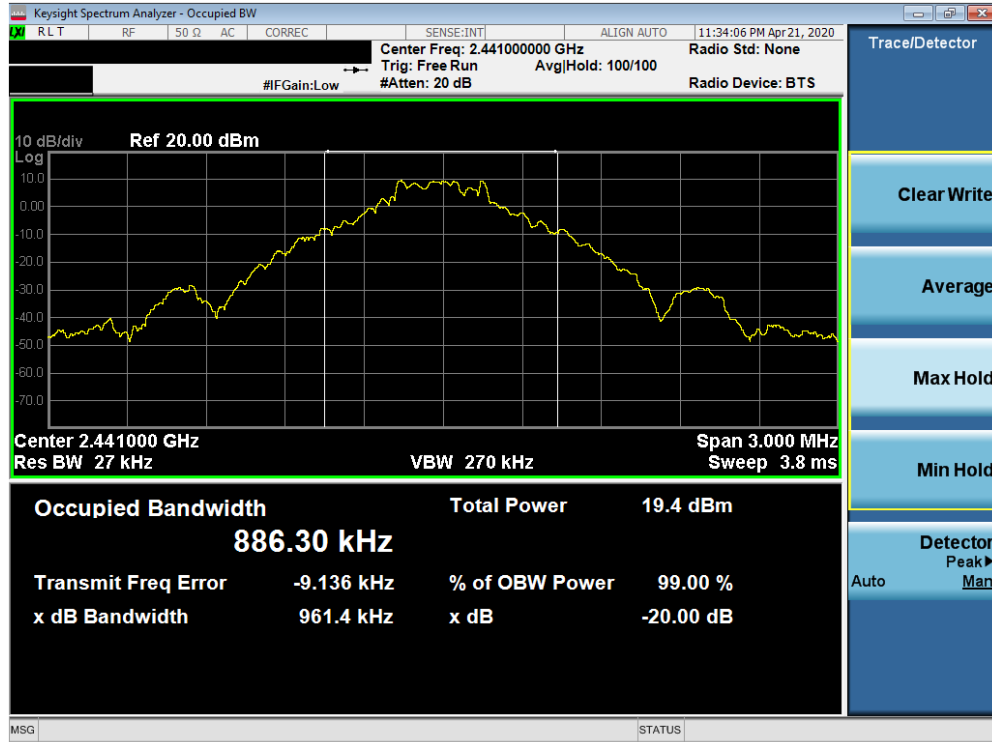 Keysight Spectrum Analyzer - Occupied BW
LXI RLT RF 50 Ω AC CORREC SENSE:INT ALIGN AUTO 11:34:06 PM Apr 21, 2020
Center Freq: 2.441000000 GHz Radio Std: None
Trig: Free Run Avg|Hold: 100/100
#IFGain:Low #Atten: 20 dB Radio Device: BTS
10 dB/div Ref 20.00 dBm
Log
10.0
0.00
-10.0
-20.0
-30.0
-40.0
-50.0
-60.0
-70.0
Center 2.441000 GHz Span 3.000 MHz
Res BW 27 kHz VBW 270 kHz Sweep 3.8 ms
Occupied Bandwidth Total Power 19.4 dBm
886.30 kHz
Transmit Freq Error -9.136 kHz % of OBW Power 99.00 %
x dB Bandwidth 961.4 kHz x dB -20.00 dB
MSG STATUS
Trace/Detector
Clear Write
Average
Max Hold
Min Hold
Detector
Peak▶
Auto Man